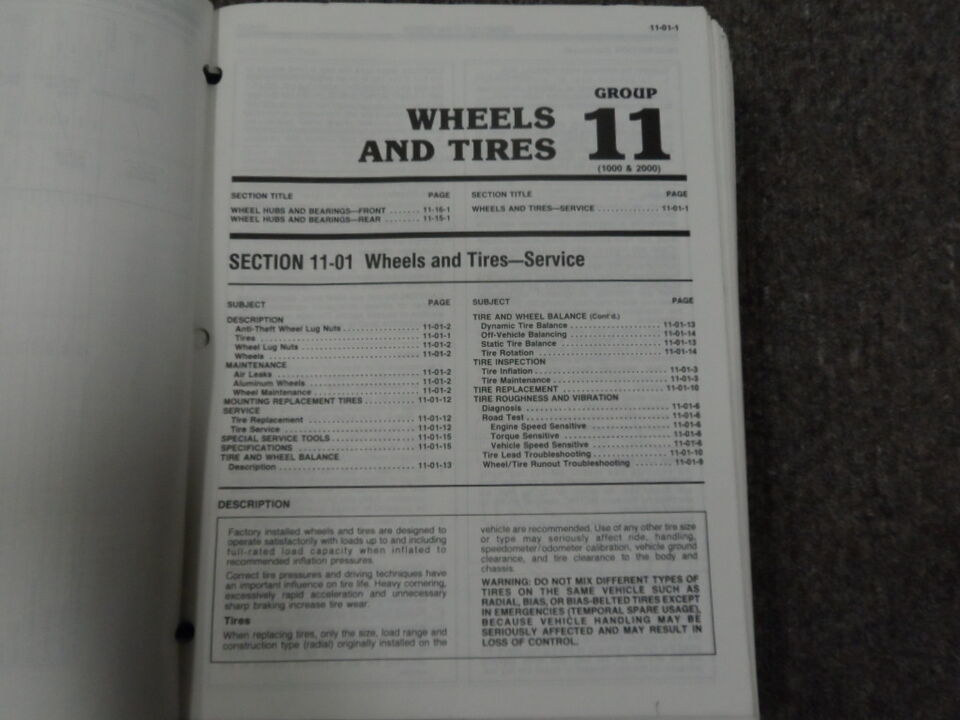 11-01-1
WHEELS
AND TIRES
GROUP
11
(1000 & 2000)
SECTION TITLE PAGE
WHEEL HUBS AND BEARINGS—FRONT ....... 11-16-1
WHEEL HUBS AND BEARINGS—REAR ........ 11-15-1
SECTION TITLE PAGE
WHEELS AND TIRES—SERVICE .............. 11-01-1
SECTION 11-01 Wheels and Tires—Service
SUBJECT PAGE
DESCRIPTION
Anti-Theft Wheel Lug Nuts .................. 11-01-2
Tires ...................................... 11-01-1
Wheel Lug Nuts ............................ 11-01-2
Wheels .................................... 11-01-2
MAINTENANCE
Air Leaks .................................. 11-01-2
Aluminum Wheels .......................... 11-01-2
Wheel Maintenance ........................ 11-01-2
MOUNTING REPLACEMENT TIRES ............. 11-01-12
SERVICE
Tire Replacement .......................... 11-01-12
Tire Service ................................ 11-01-12
SPECIAL SERVICE TOOLS .................... 11-01-15
SPECIFICATIONS ............................ 11-01-15
TIRE AND WHEEL BALANCE
Description ................................ 11-01-13
SUBJECT PAGE
TIRE AND WHEEL BALANCE (Cont'd.)
Dynamic Tire Balance ...................... 11-01-13
Off-Vehicle Balancing ...................... 11-01-14
Static Tire Balance ........................ 11-01-13
Tire Rotation .............................. 11-01-14
TIRE INSPECTION
Tire Inflation ................................ 11-01-3
Tire Maintenance ............................ 11-01-3
TIRE REPLACEMENT ........................ 11-01-10
TIRE ROUGHNESS AND VIBRATION
Diagnosis .................................. 11-01-6
Road Test .................................. 11-01-6
Engine Speed Sensitive .................... 11-01-6
Torque Sensitive .......................... 11-01-6
Vehicle Speed Sensitive .................... 11-01-6
Tire Lead Troubleshooting .................. 11-01-10
Wheel/Tire Runout Troubleshooting ........ 11-01-9
DESCRIPTION
Factory installed wheels and tires are designed to
operate satisfactorily with loads up to and including
full-rated load capacity when inflated to
recommended inflation pressures.
Correct tire pressures and driving techniques have
an important influence on tire life. Heavy cornering,
excessively rapid acceleration and unnecessary
sharp braking increase tire wear.
Tires
When replacing tires, only the size, load range and
construction type (radial) originally installed on the
vehicle are recommended. Use of any other tire size
or type may seriously affect ride, handling,
speedometer/odometer calibration, vehicle ground
clearance, and tire clearance to the body and
chassis.
WARNING: DO NOT MIX DIFFERENT TYPES OF
TIRES ON THE SAME VEHICLE SUCH AS
RADIAL, BIAS, OR BIAS-BELTED TIRES EXCEPT
IN EMERGENCIES (TEMPORAL SPARE USAGE),
BECAUSE VEHICLE HANDLING MAY BE
SERIOUSLY AFFECTED AND MAY RESULT IN
LOSS OF CONTROL.